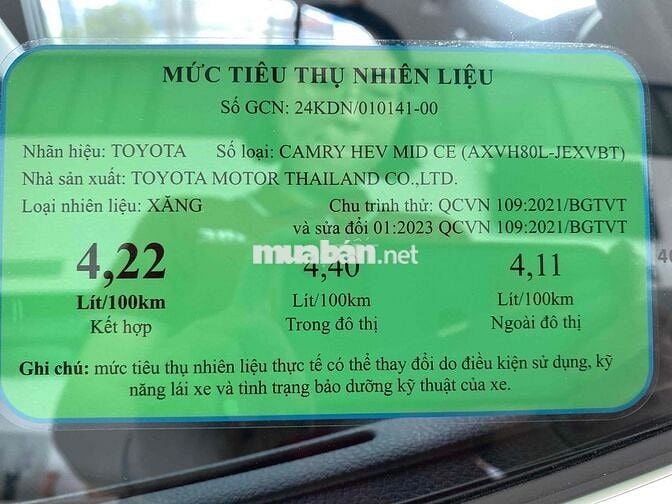 MỨC TIÊU THỤ NHIÊN LIỆU
Số GCN: 24KDN/010141-00
Nhãn hiệu: TOYOTA Số loại: CAMRY HEV MID CE (AXVH80L-JEXVBT)
Nhà sản xuất: TOYOTA MOTOR THAILAND CO.,LTD.
Loại nhiên liệu: XĂNG Chu trình thử: QCVN 109:2021/BGTVT
và sửa đổi 01:2023 QCVN 109:2021/BGTVT
muaban.net
4,22 4,40 4,11
Lít/100km Lít/100km Lít/100km
Kết hợp Trong đô thị Ngoài đô thị
Ghi chú: mức tiêu thụ nhiên liệu thực tế có thể thay đổi do điều kiện sử dụng, kỹ
năng lái xe và tình trạng bảo dưỡng kỹ thuật của xe.